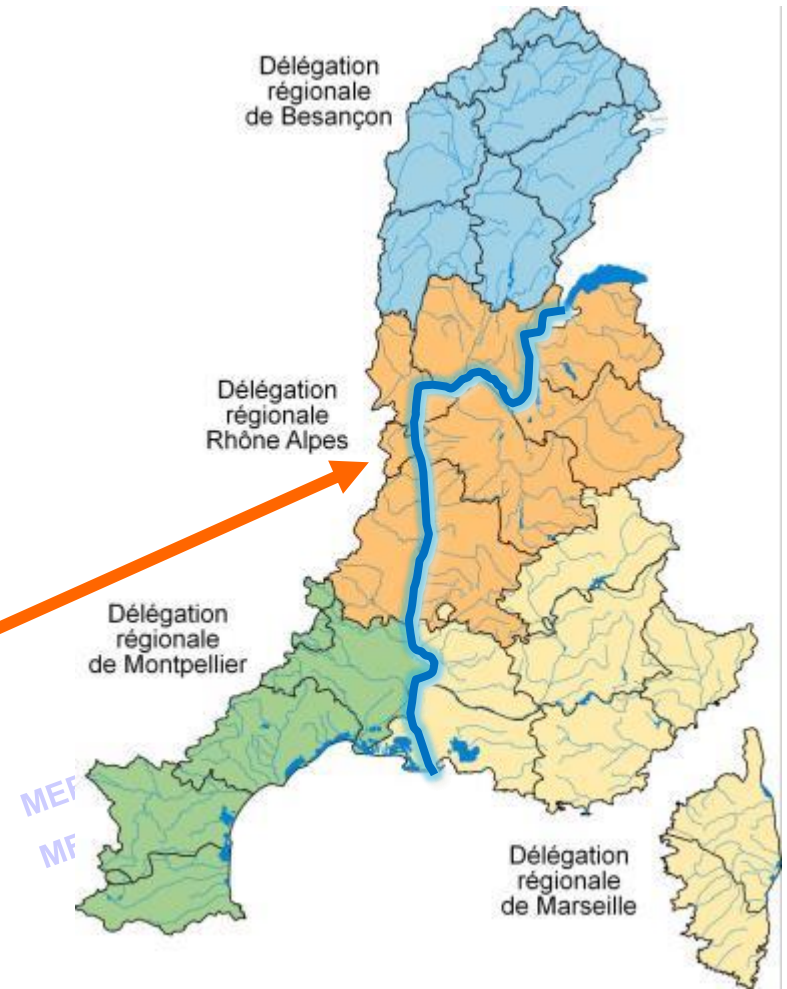 Délégation
régionale
de Besançon
Délégation
régionale
Rhône Alpes
Délégation
régionale
de Montpellier
Délégation
régionale
de Marseille